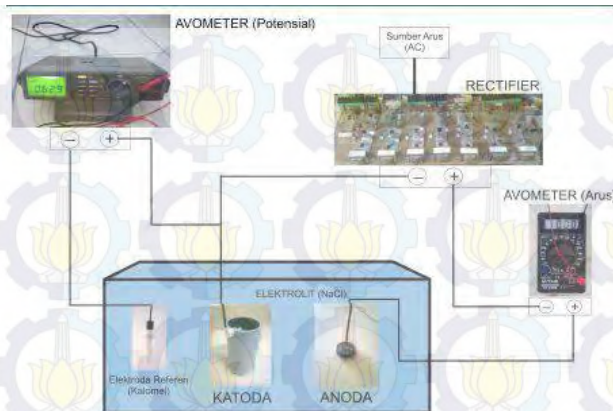 AVOMETER (Potensial)
0629
− +
Sumber Arus
(AC)
RECTIFIER
− +
AVOMETER (Arus)
− +
ELEKTROLIT (NaCl)
Elektroda Referen
(Kalomel)
KATODA
ANODA